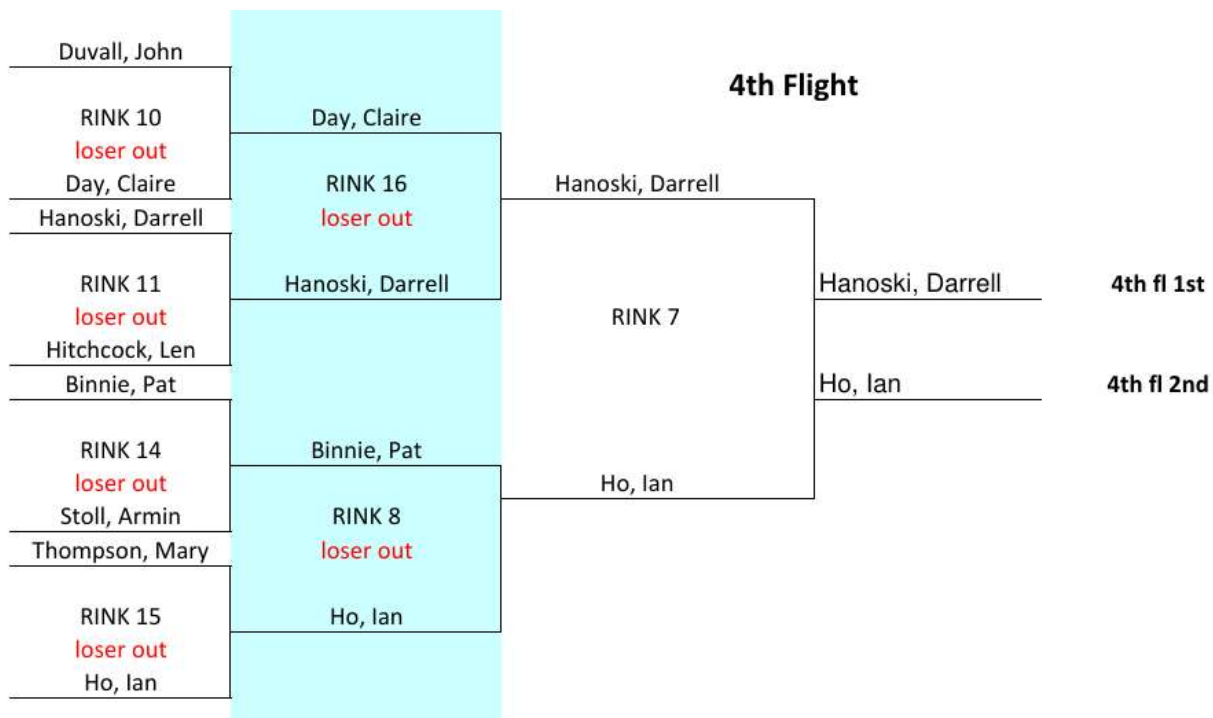 Duvall, John
4th Flight
RINK 10
Day, Claire
loser out
Day, Claire
RINK 16
Hanoski, Darrell
Hanoski, Darrell
loser out
RINK 11
Hanoski, Darrell
Hanoski, Darrell
4th fl 1st
loser out
RINK 7
Hitchcock, Len
Binnie, Pat
Ho, Ian
4th fl 2nd
RINK 14
Binnie, Pat
loser out
Ho, Ian
Stoll, Armin
RINK 8
Thompson, Mary
loser out
RINK 15
Ho, Ian
loser out
Ho, Ian